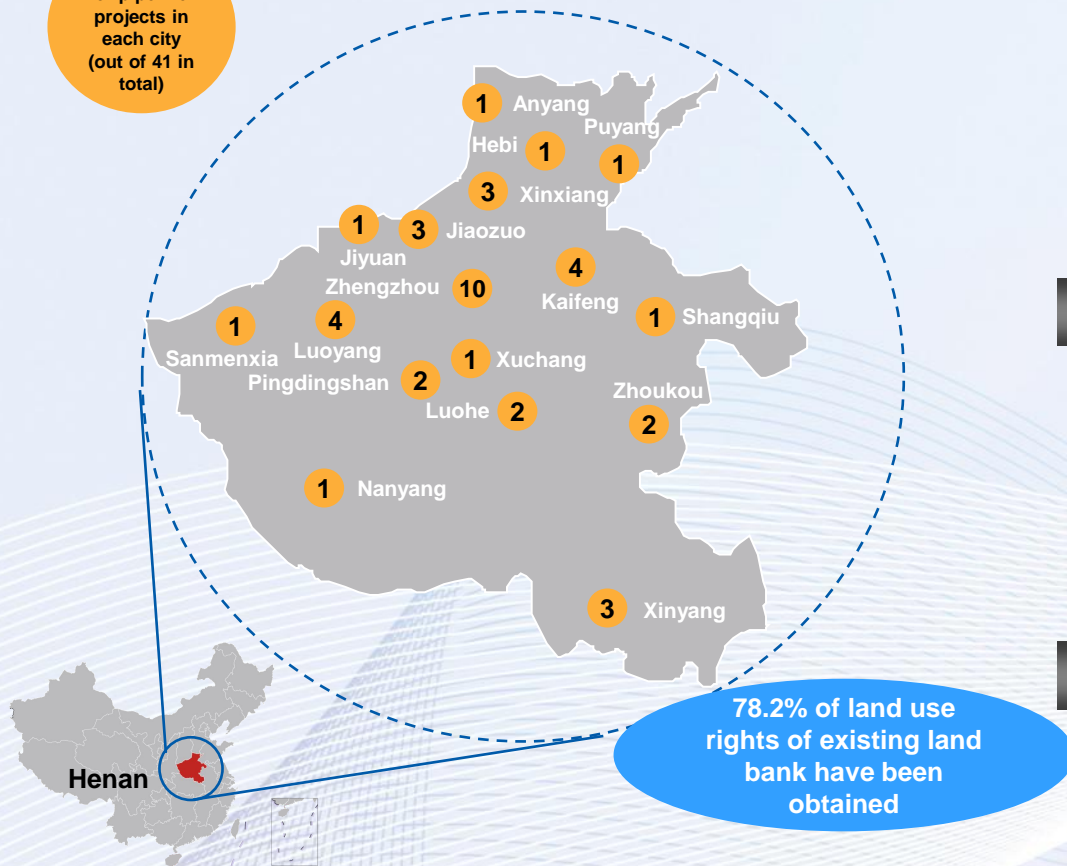 projects in
each city
(out of 41 in
total)
1 Anyang
Puyang
Hebi 1
1
3 Xinxiang
1
3 Jiaozuo
Jiyuan
4
Zhengzhou 10
Kaifeng
1 Shangqiu
1
4
Sanmenxia
Luoyang
1 Xuchang
Pingdingshan 2
Zhoukou
Luohe 2
2
1 Nanyang
3 Xinyang
78.2% of land use
rights of existing land
bank have been
obtained
Henan